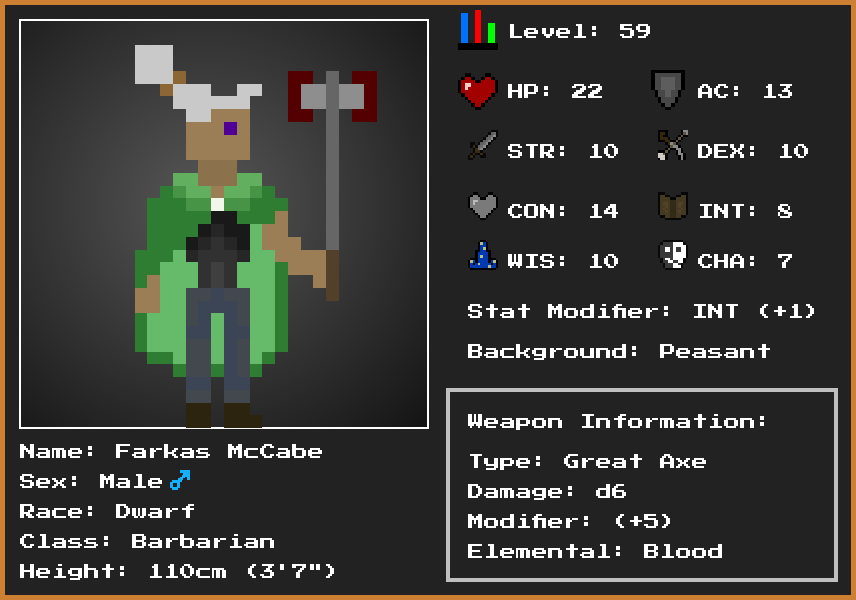 Level: 59
HP: 22
AC: 13
STR: 10
DEX: 10
CON: 14
INT: 8
WIS: 10
CHA: 7
Stat Modifier: INT (+1)
Background: Peasant
Weapon Information:
Type: Great Axe
Damage: d6
Modifier: (+5)
Elemental: Blood
Name: Farkas McCabe
Sex: Male ♂
Race: Dwarf
Class: Barbarian
Height: 110cm (3'7")